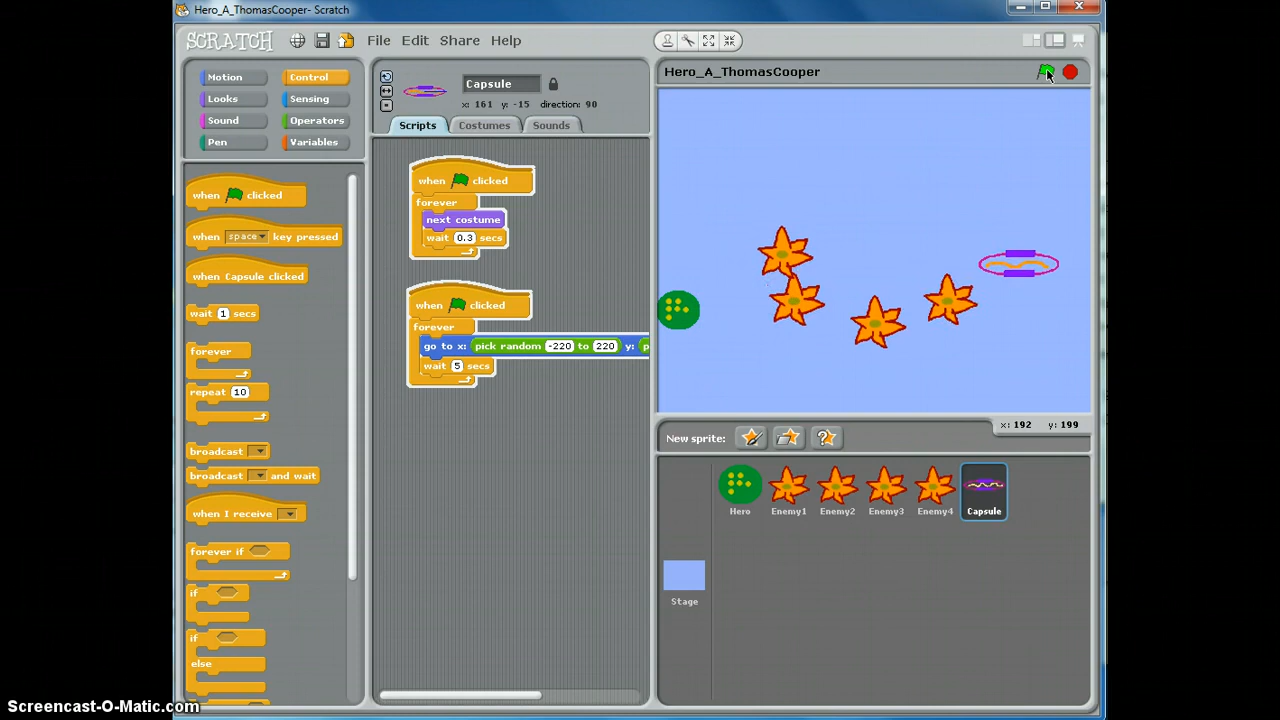 Hero_A_ThomasCooper- Scratch
SCRATCH File Edit Share Help
Motion Control
Looks Sensing
Sound Operators
Pen Variables
when clicked
when space key pressed
when Capsule clicked
wait 1 secs
forever
repeat 10
broadcast
broadcast and wait
when I receive
forever if
if
if
else
Capsule
x: 161 y: -15 direction: 90
Scripts Costumes Sounds
when clicked
forever
next costume
wait 0.3 secs
when clicked
forever
go to x: pick random -220 to 220 y:
wait 5 secs
Hero_A_ThomasCooper
x: 192 y: 199
New sprite:
Hero Enemy1 Enemy2 Enemy3 Enemy4 Capsule
Stage
Screencast-O-Matic.com